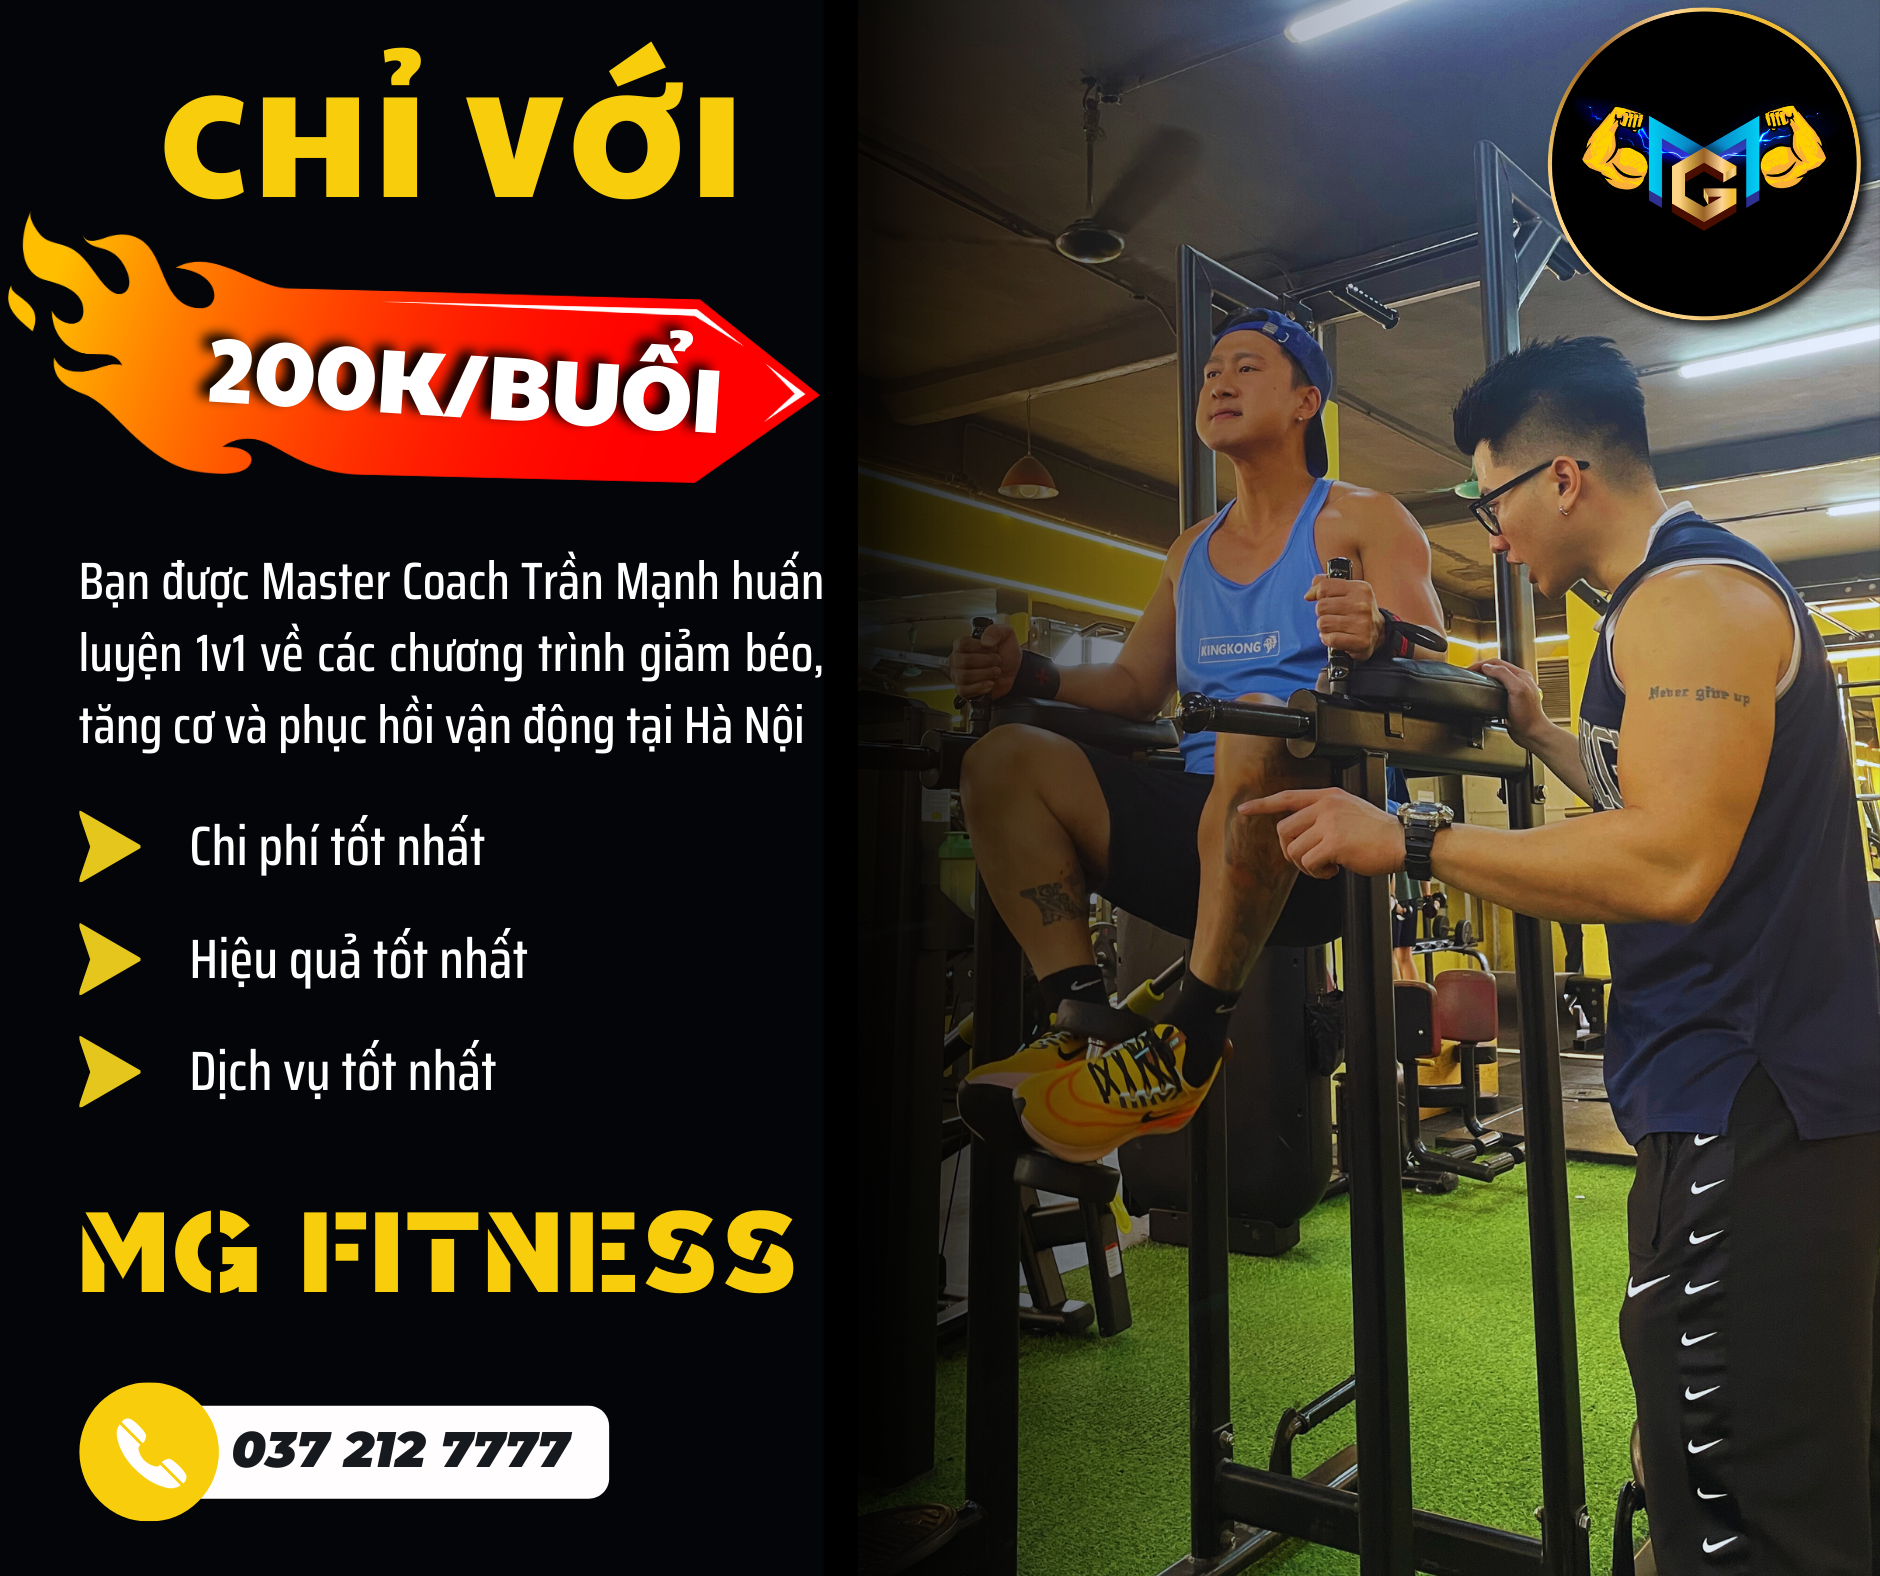 CHỈ VỚI
200K/BUỔI
Bạn được Master Coach Trần Mạnh huấn
luyện 1v1 về các chương trình giảm béo,
tăng cơ và phục hồi vận động tại Hà Nội
Chi phí tốt nhất
Hiệu quả tốt nhất
Dịch vụ tốt nhất
MG FITNESS
037 212 7777
MG
KINGKONG
Never give up